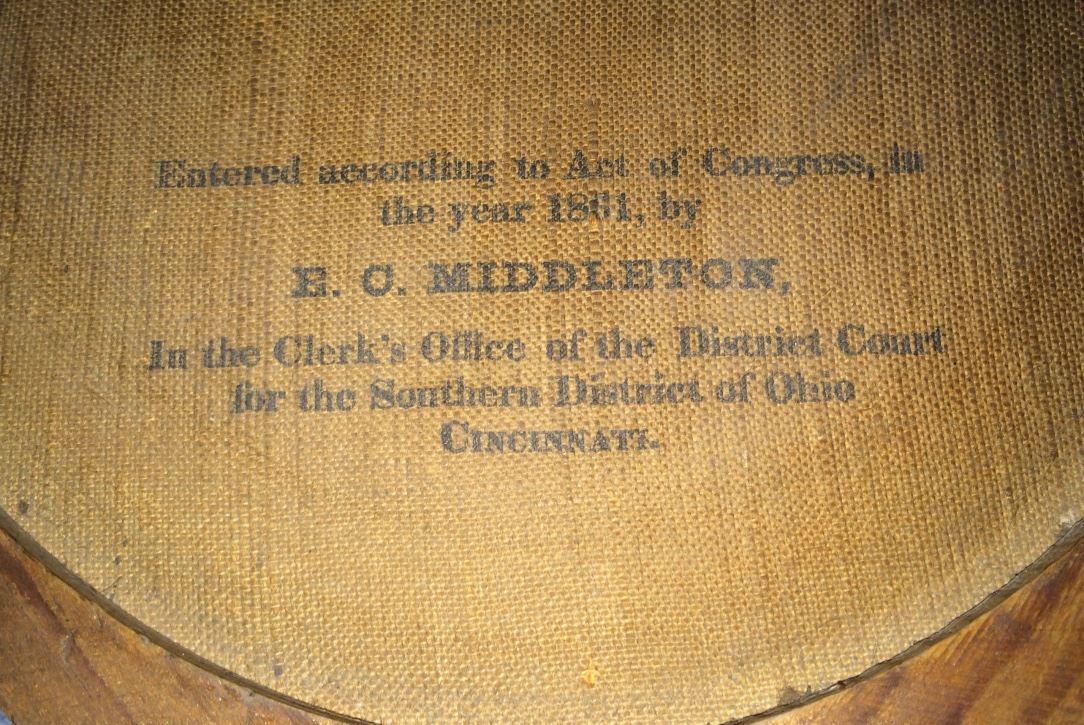 Entered according to Act of Congress, in
the year 1861, by
E. C. MIDDLETON,
In the Clerk's Office of the District Court
for the Southern District of Ohio
CINCINNATI.